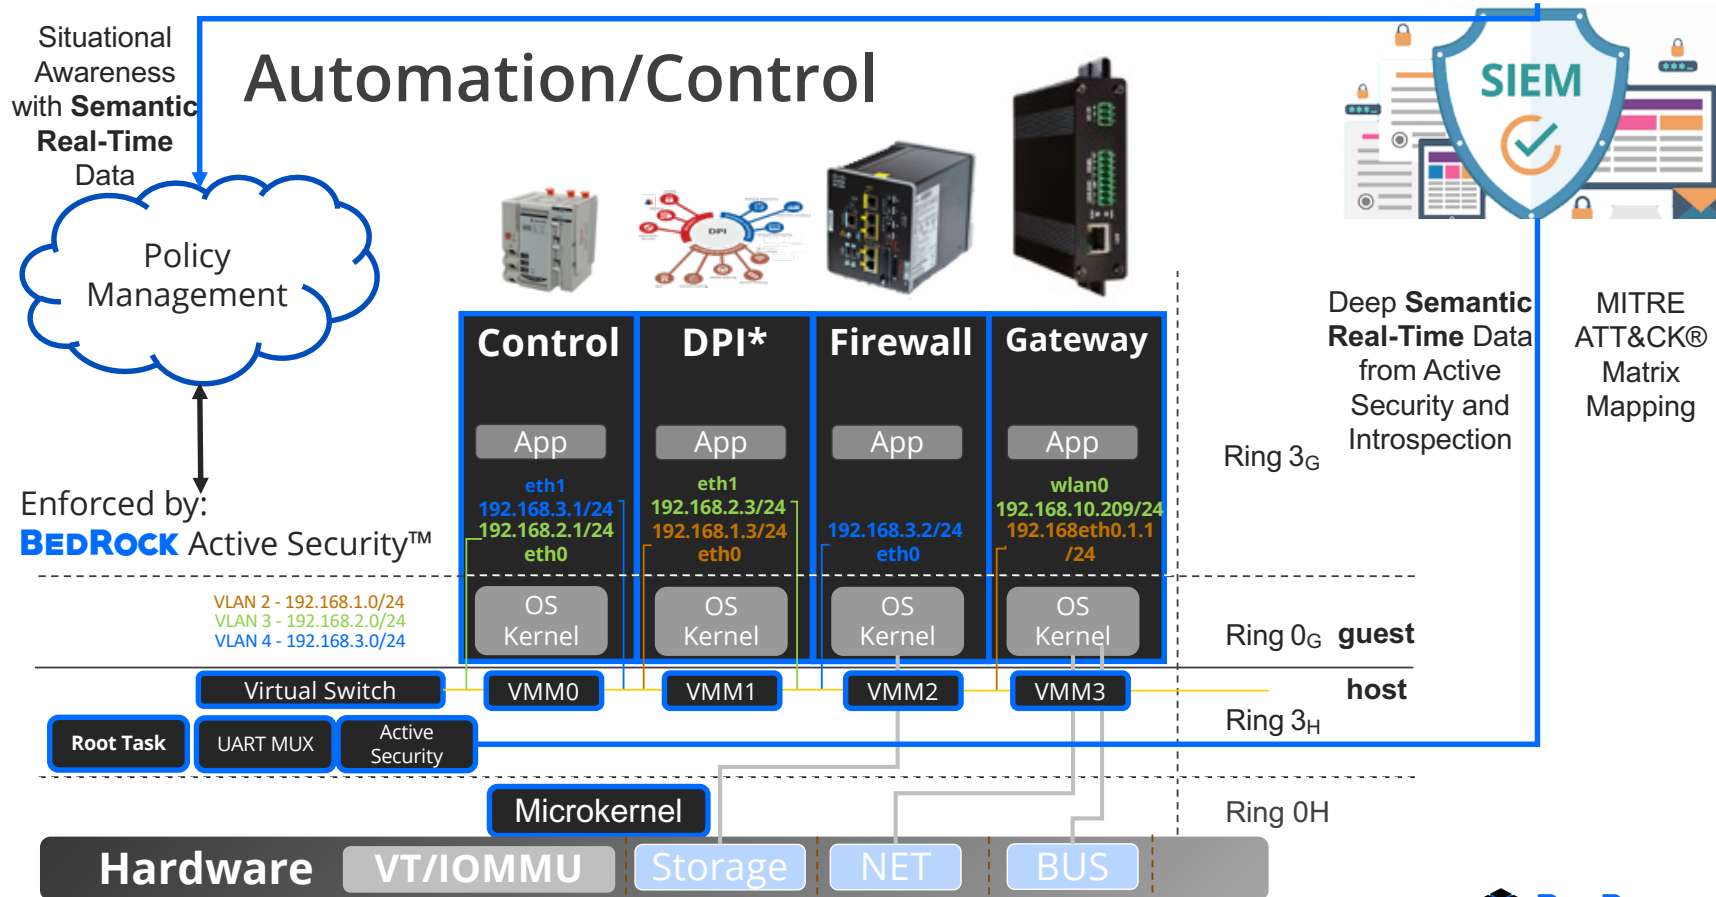 Situational
Awareness
with Semantic
Real-Time
Data
Automation/Control
SIEM
DPI
Policy
Management
Control
DPI*
Firewall
Gateway
Deep Semantic
Real-Time Data
from Active
Security and
Introspection
MITRE
ATT&CK®
Matrix
Mapping
App
App
App
App
Ring 3G
eth1
192.168.3.1/24
192.168.2.1/24
eth0
eth1
192.168.2.3/24
192.168.1.3/24
eth0
192.168.3.2/24
eth0
wlan0
192.168.10.209/24
192.168eth0.1.1
/24
Enforced by:
BEDROCK Active Security™
VLAN 2 - 192.168.1.0/24
VLAN 3 - 192.168.2.0/24
VLAN 4 - 192.168.3.0/24
OS
Kernel
OS
Kernel
OS
Kernel
OS
Kernel
Ring 0G guest
Virtual Switch
VMM0
VMM1
VMM2
VMM3
host
Ring 3H
Root Task
UART MUX
Active
Security
Microkernel
Ring 0H
Hardware
VT/IOMMU
Storage
NET
BUS